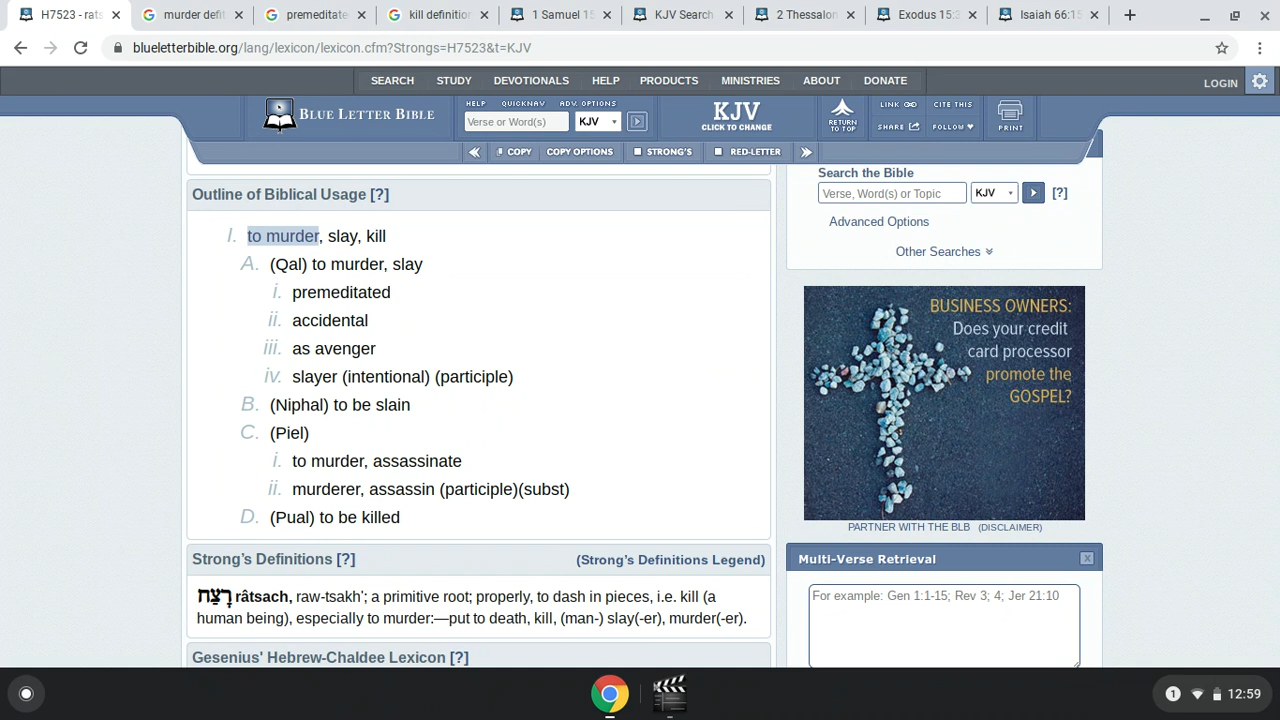 H7523 - rats
murder defi
premeditate
kill definitio
1 Samuel 15
KJV Search
2 Thessalon
Exodus 15:3
Isaiah 66:15
blueletterbible.org/lang/lexicon/lexicon.cfm?Strongs=H7523&t=KJV
SEARCH STUDY DEVOTIONALS HELP PRODUCTS MINISTRIES ABOUT DONATE
LOGIN
BLUE LETTER BIBLE
HELP QUICKNAV ADV. OPTIONS
Verse or Word(s) KJV
KJV
CLICK TO CHANGE
RETURN
TO TOP
LINK CITE THIS
SHARE FOLLOW
PRINT
COPY COPY OPTIONS STRONG'S RED-LETTER
Outline of Biblical Usage [?]
I. to murder, slay, kill
A. (Qal) to murder, slay
i. premeditated
ii. accidental
iii. as avenger
iv. slayer (intentional) (participle)
B. (Niphal) to be slain
C. (Piel)
i. to murder, assassinate
ii. murderer, assassin (participle)(subst)
D. (Pual) to be killed
Strong's Definitions [?] (Strong's Definitions Legend)
רָצַח râtsach, raw-tsakh'; a primitive root; properly, to dash in pieces, i.e. kill (a
human being), especially to murder:—put to death, kill, (man-) slay(-er), murder(-er).
Gesenius' Hebrew-Chaldee Lexicon [?]
Search the Bible
Verse, Word(s) or Topic KJV [?]
Advanced Options
Other Searches
BUSINESS OWNERS:
Does your credit
card processor
promote the
GOSPEL?
PARTNER WITH THE BLB (DISCLAIMER)
Multi-Verse Retrieval X
For example: Gen 1:1-15; Rev 3; 4; Jer 21:10
1 12:59